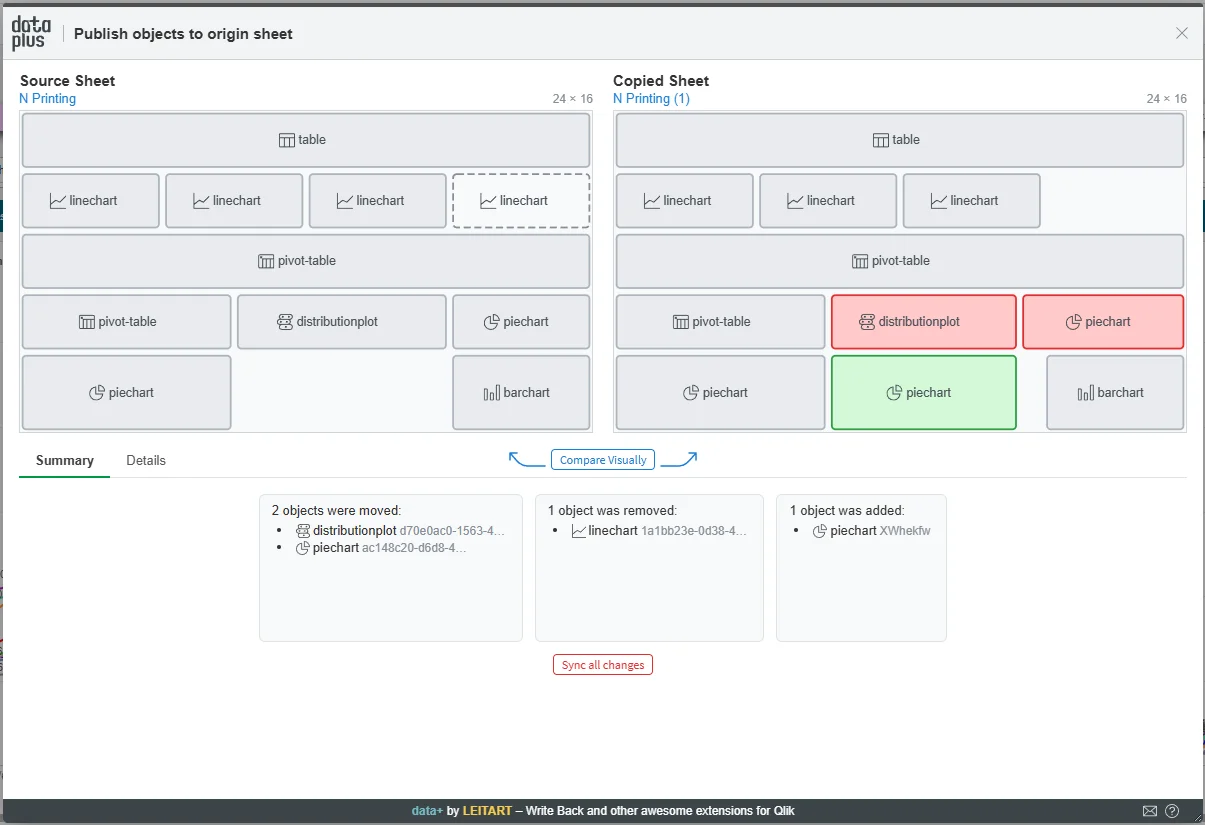 data
plus
Publish objects to origin sheet
Source Sheet
N Printing
24 × 16
Copied Sheet
N Printing (1)
24 × 16
table
linechart
linechart
linechart
linechart
pivot-table
pivot-table
distributionplot
piechart
piechart
barchart
table
linechart
linechart
linechart
pivot-table
pivot-table
distributionplot
piechart
piechart
piechart
barchart
Summary
Details
Compare Visually
2 objects were moved:
distributionplot d70e0ac0-1563-4...
piechart ac148c20-d6d8-4...
1 object was removed:
linechart 1a1bb23e-0d38-4...
1 object was added:
piechart XWhekfw
Sync all changes
data+ by LEITART – Write Back and other awesome extensions for Qlik